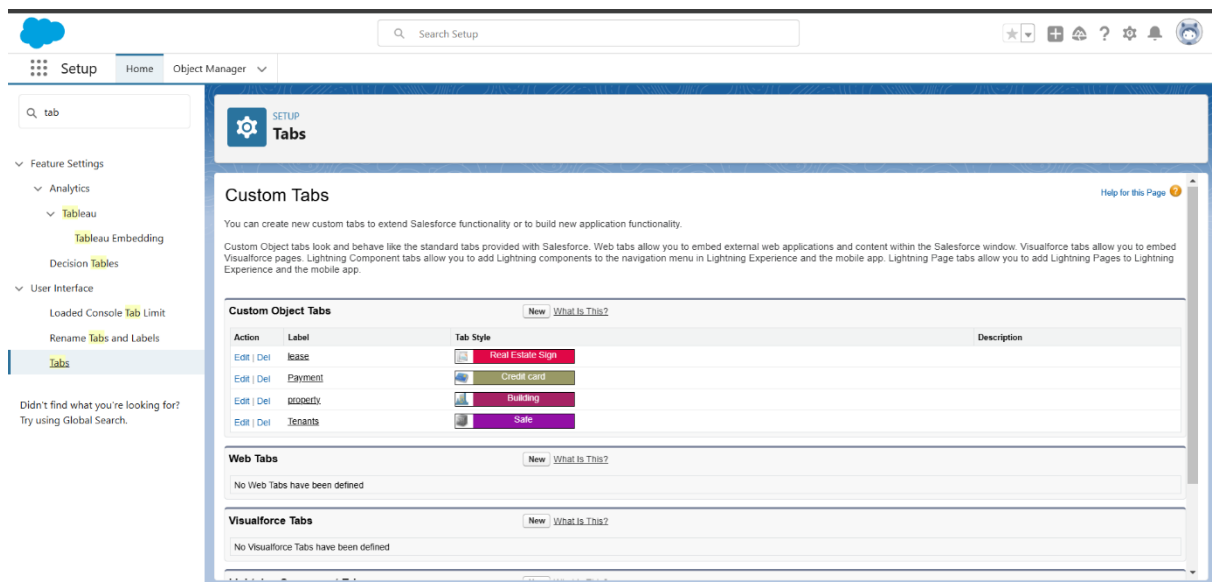 Search Setup
Setup
Home
Object Manager
tab
Feature Settings
Analytics
Tableau
Tableau Embedding
Decision Tables
User Interface
Loaded Console Tab Limit
Rename Tabs and Labels
Tabs
Didn't find what you're looking for?
Try using Global Search.
SETUP
Tabs
Custom Tabs
Help for this Page
You can create new custom tabs to extend Salesforce functionality or to build new application functionality.
Custom Object tabs look and behave like the standard tabs provided with Salesforce. Web tabs allow you to embed external web applications and content within the Salesforce window. Visualforce tabs allow you to embed
Visualforce pages. Lightning Component tabs allow you to add Lightning components to the navigation menu in Lightning Experience and the mobile app. Lightning Page tabs allow you to add Lightning Pages to Lightning
Experience and the mobile app.
Custom Object Tabs New What Is This?
Action Label Tab Style Description
Edit | Del lease Real Estate Sign
Edit | Del Payment Credit card
Edit | Del property Building
Edit | Del Tenants Safe
Web Tabs New What Is This?
No Web Tabs have been defined
Visualforce Tabs New What Is This?
No Visualforce Tabs have been defined